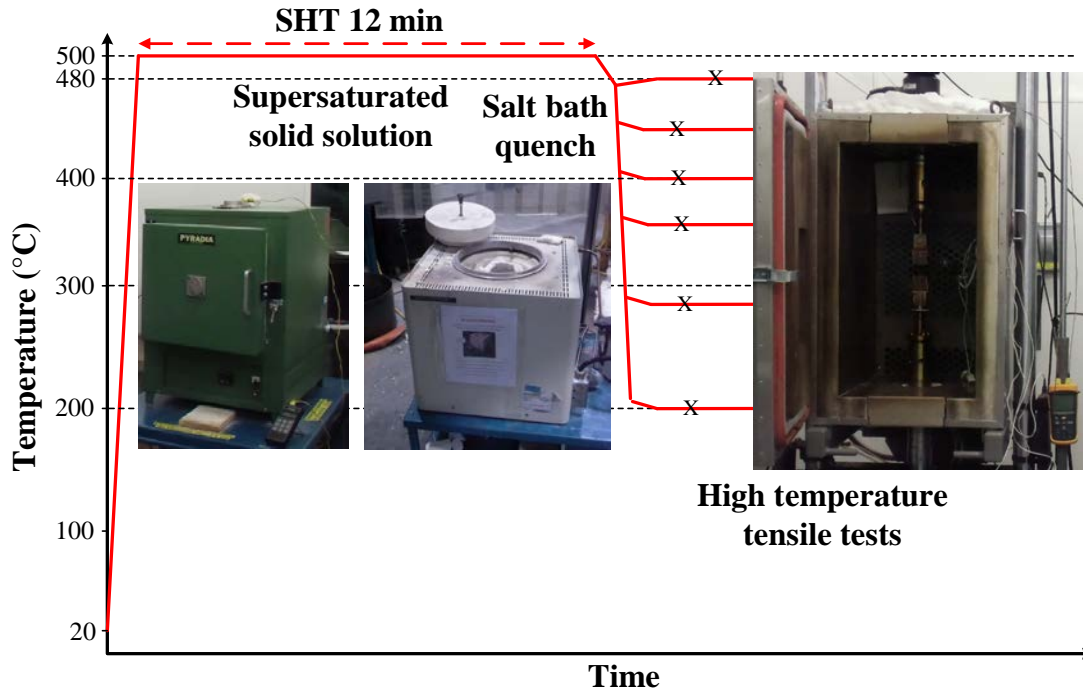 SHT 12 min
500
480
Supersaturated
solid solution
Salt bath
quench
X
X
400
X
PYRADIA
X
300
X
200
X
High temperature
tensile tests
100
20
Temperature (°C)
Time